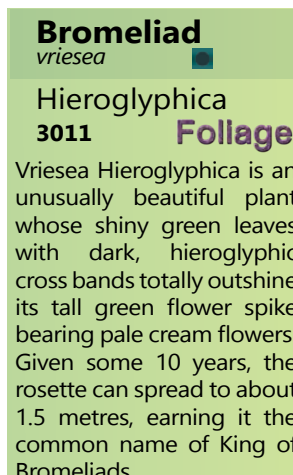 Bromeliad
vriesea
Hieroglyphica
3011 Foliage
Vriesea Hieroglyphica is an
unusually beautiful plant
whose shiny green leaves
with dark, hieroglyphic
cross bands totally outshine
its tall green flower spike
bearing pale cream flowers
Given some 10 years, the
rosette can spread to about
1.5 metres, earning it the
common name of King of
Bromeliads